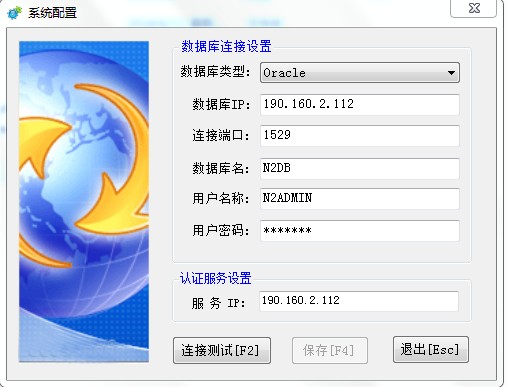 系统配置
数据库连接设置
数据库类型： Oracle
数据库IP： 190.160.2.112
连接端口： 1529
数据库名： N2DB
用户名称： N2ADMIN
用户密码： *******
认证服务设置
服 务 IP： 190.160.2.112
连接测试[F2] 保存[F4] 退出[Esc]